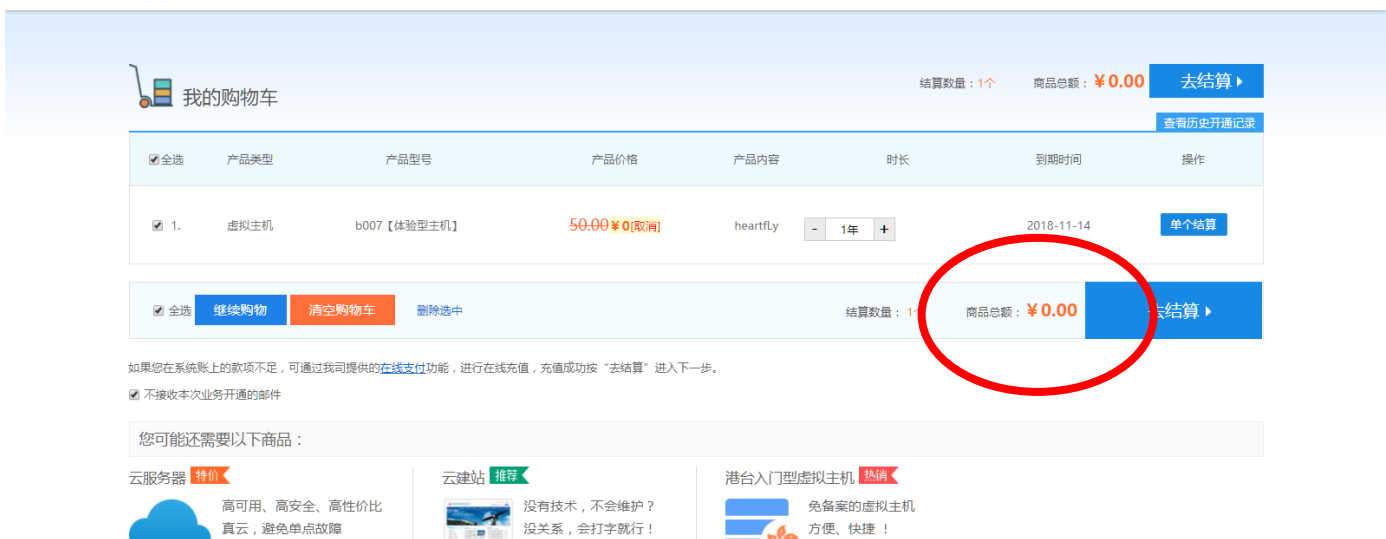 我的购物车
结算数量：1个 商品总额：￥0.00 去结算
查看历史开通记录
全选 产品类型 产品型号 产品价格 产品内容 时长 到期时间 操作
1. 虚拟主机 b007【体验型主机】 50.00￥0[取消] heartfLy - 1年 + 2018-11-14 单个结算
全选 继续购物 清空购物车 删除选中 结算数量：1个 商品总额：￥0.00 去结算
如果您在系统账上的款项不足，可通过我司提供的在线支付功能，进行在线充值，充值成功按“去结算”进入下一步。
不接收本次业务开通的邮件
您可能还需要以下商品：
云服务器 特价 云建站 推荐 港台入门型虚拟主机 热销
高可用、高安全、高性价比 没有技术，不会维护？ 免备案的虚拟主机
真云，避免单点故障 没关系，会打字就行！ 方便、快捷！